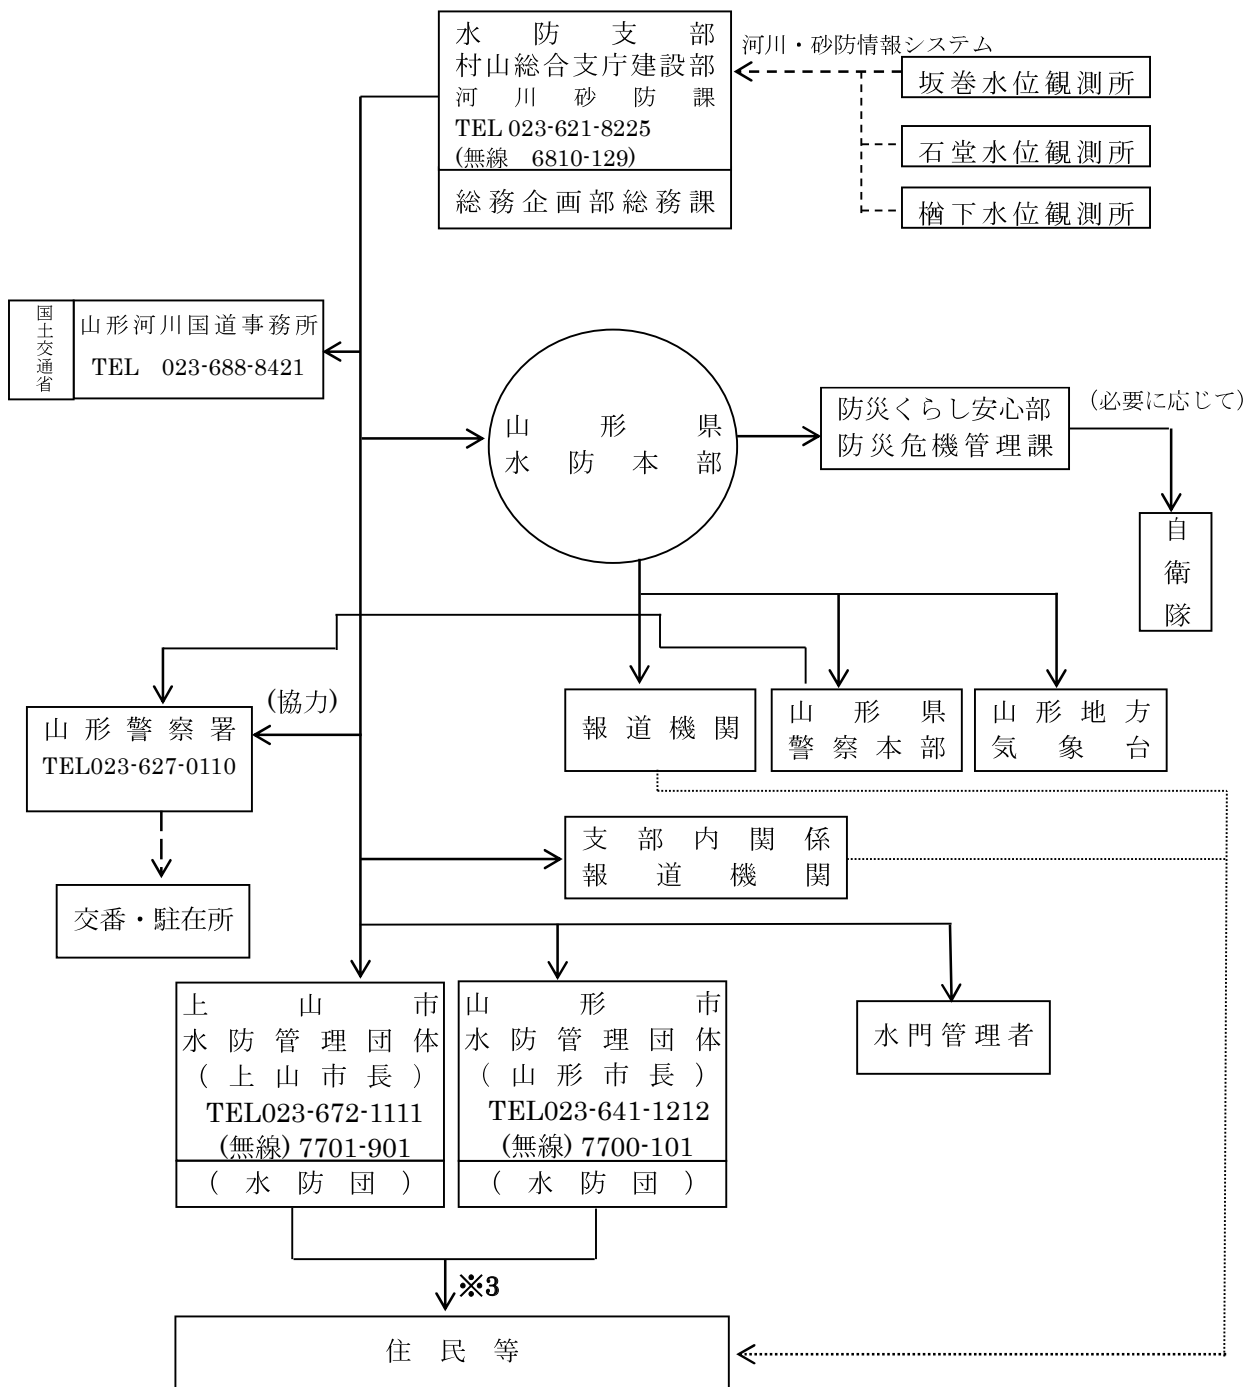 水防支部
村山総合支庁建設部
河川砂防課
TEL 023-621-8225
(無線　6810-129)
総務企画部総務課
河川・砂防情報システム
坂巻水位観測所
石堂水位観測所
楢下水位観測所
国土交通省
山形河川国道事務所
TEL　023-688-8421
山形県
水防本部
防災くらし安心部
防災危機管理課
（必要に応じて）
自衛隊
山形警察署
TEL023-627-0110
(協力)
報道機関
山形県
警察本部
山形地方
気象台
支部内関係
報道機関
交番・駐在所
上山市
水防管理団体
（上山市長）
TEL023-672-1111
(無線) 7701-901
（水防団）
山形市
水防管理団体
（山形市長）
TEL023-641-1212
(無線) 7700-101
（水防団）
水門管理者
※3
住民等